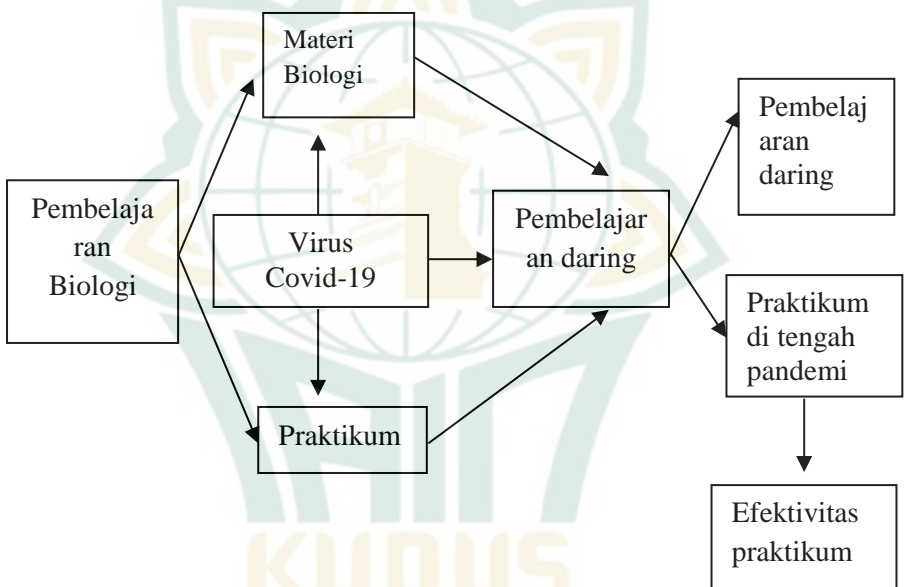 Materi
Biologi
Pembelaj
aran
daring
Pembelaja
ran
Biologi
Virus
Covid-19
Pembelajar
an daring
Praktikum
di tengah
pandemi
Praktikum
Efektivitas
praktikum
KUDUS